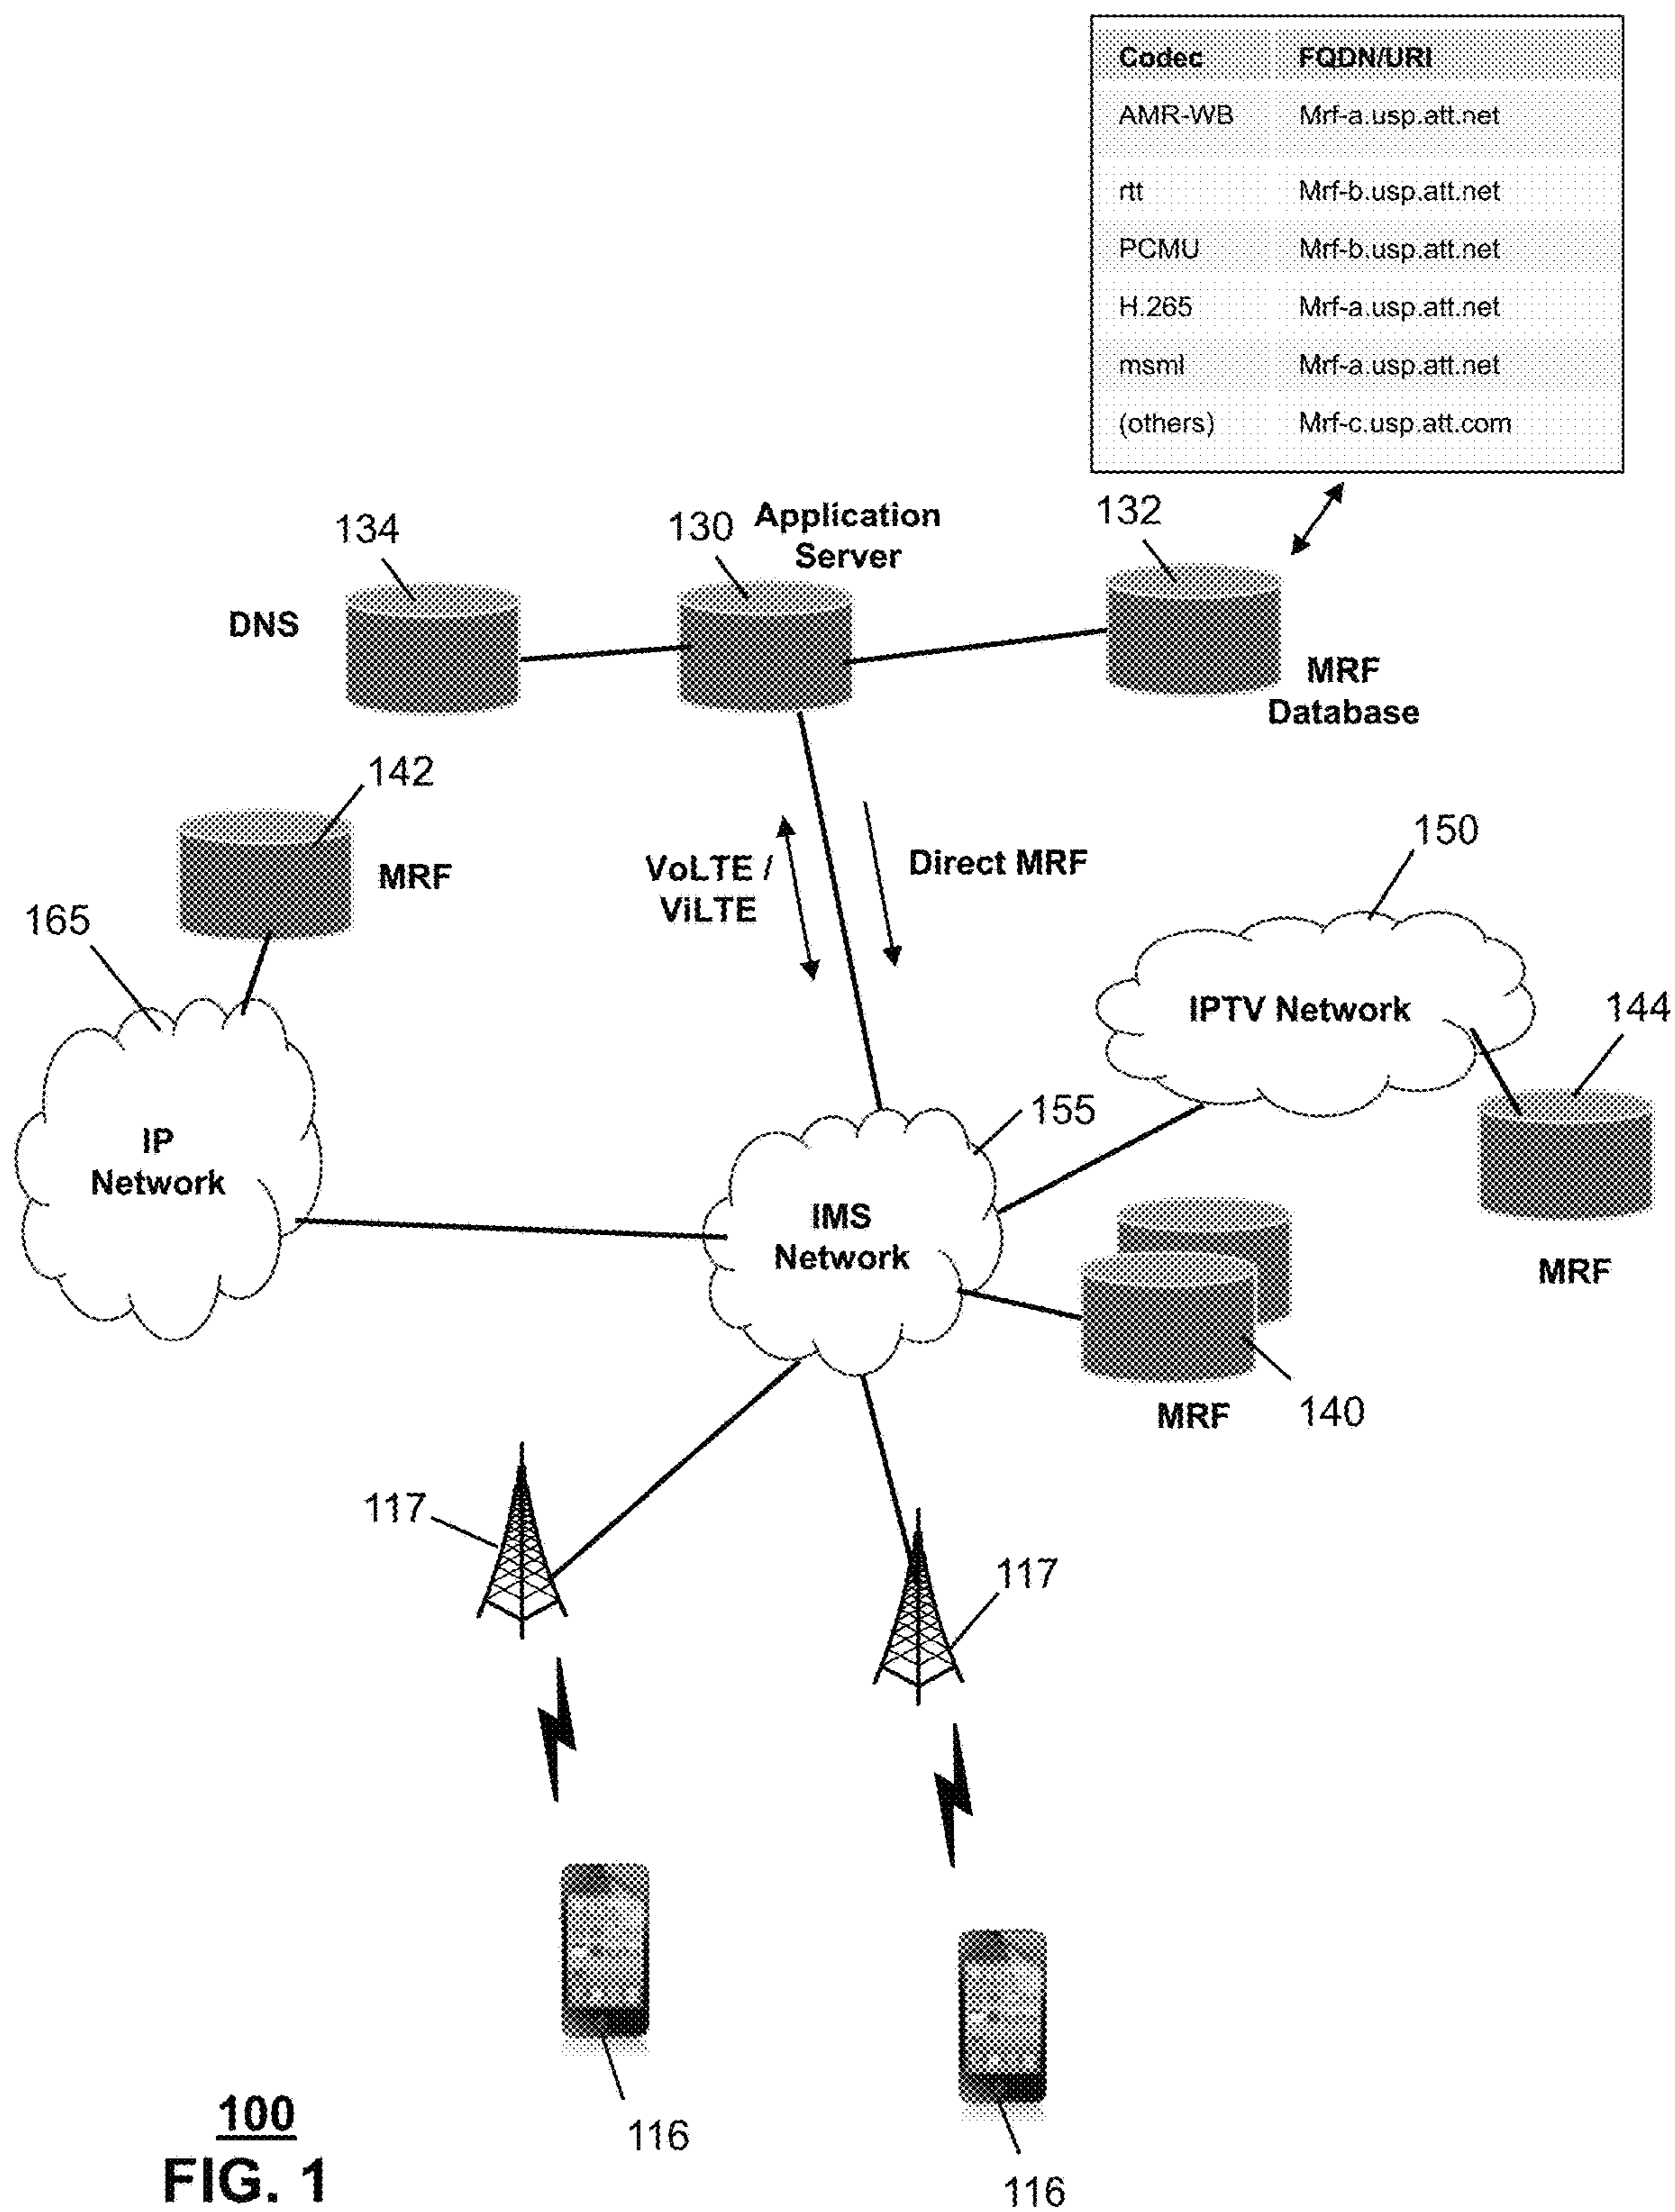 Codec FQDN/URI
AMR-WB Mrf-a.usp.att.net
rtt Mrf-b.usp.att.net
PCMU Mrf-b.usp.att.net
H.265 Mrf-a.usp.att.net
msml Mrf-a.usp.att.net
(others) Mrf-c.usp.att.com
134
130
Application
Server
132
DNS
MRF
Database
142
MRF
VoLTE /
ViLTE
Direct MRF
150
165
IPTV Network
144
IP
Network
155
IMS
Network
MRF
MRF
140
117
117
116
116
100
FIG. 1